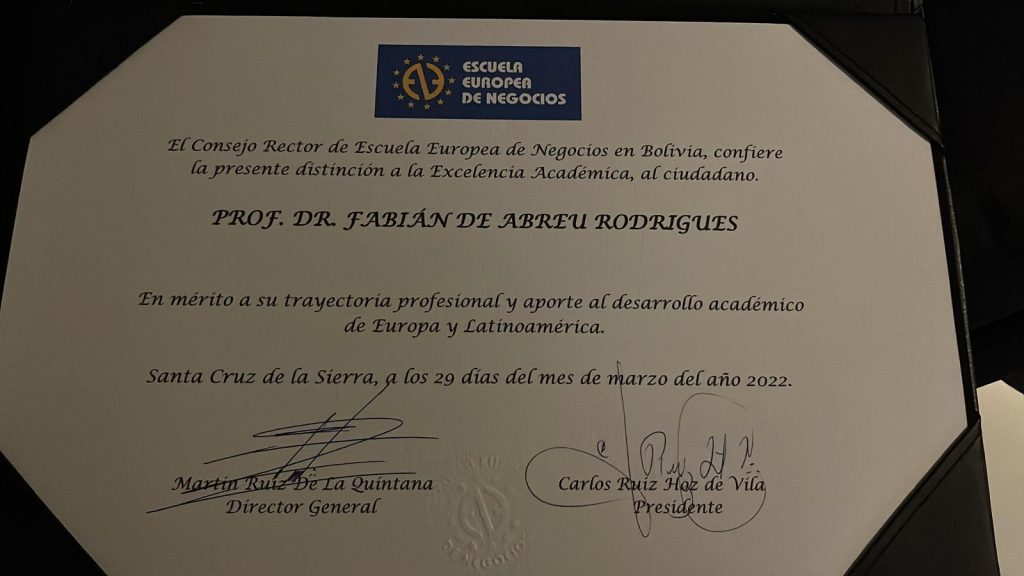 ESCUELA
EUROPEA
DE NEGOCIOS
El Consejo Rector de Escuela Europea de Negocios en Bolivia, confiere
la presente distinción a la Excelencia Académica, al ciudadano.
PROF. DR. FABIÁN DE ABREU RODRIGUES
En mérito a su trayectoria profesional y aporte al desarrollo académico
de Europa y Latinoamérica.
Santa Cruz de la Sierra, a los 29 días del mes de marzo del año 2022.
Martín Ruiz De La Quintana
Director General
Carlos Ruiz Hoz de Vila
Presidente
DE NEGOCIOS